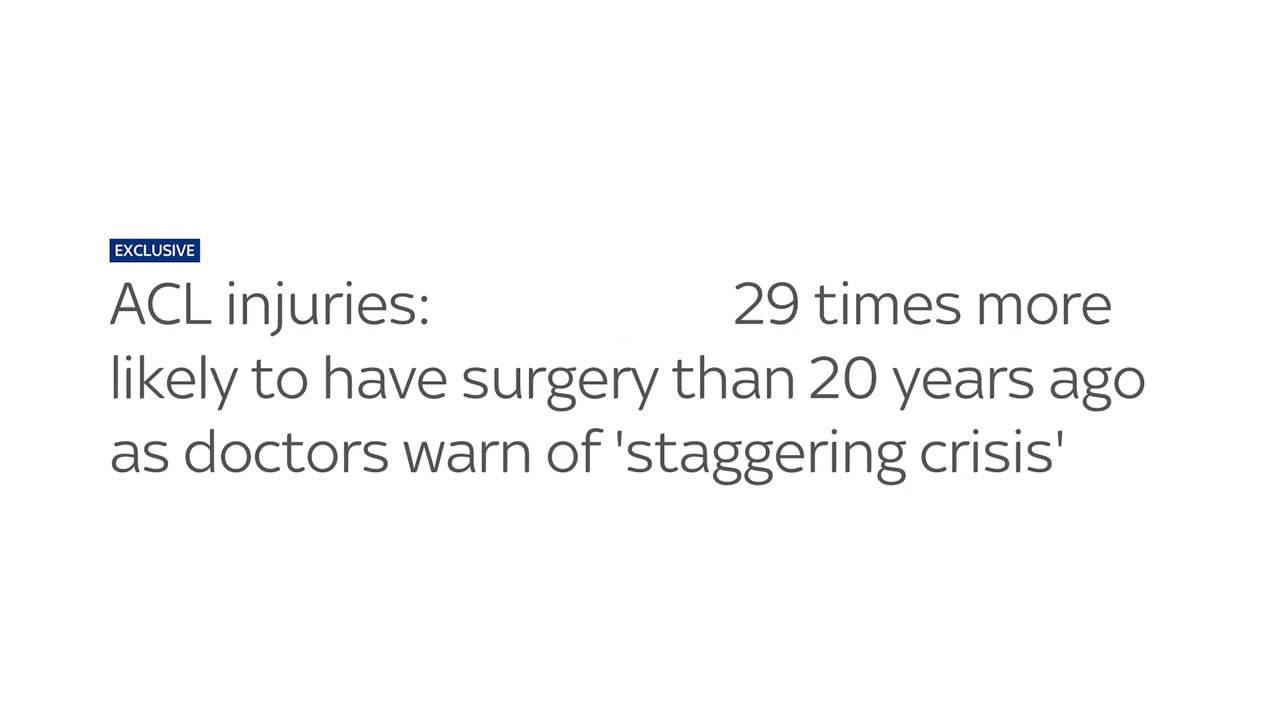 EXCLUSIVE
ACL injuries: 29 times more
likely to have surgery than 20 years ago
as doctors warn of 'staggering crisis'